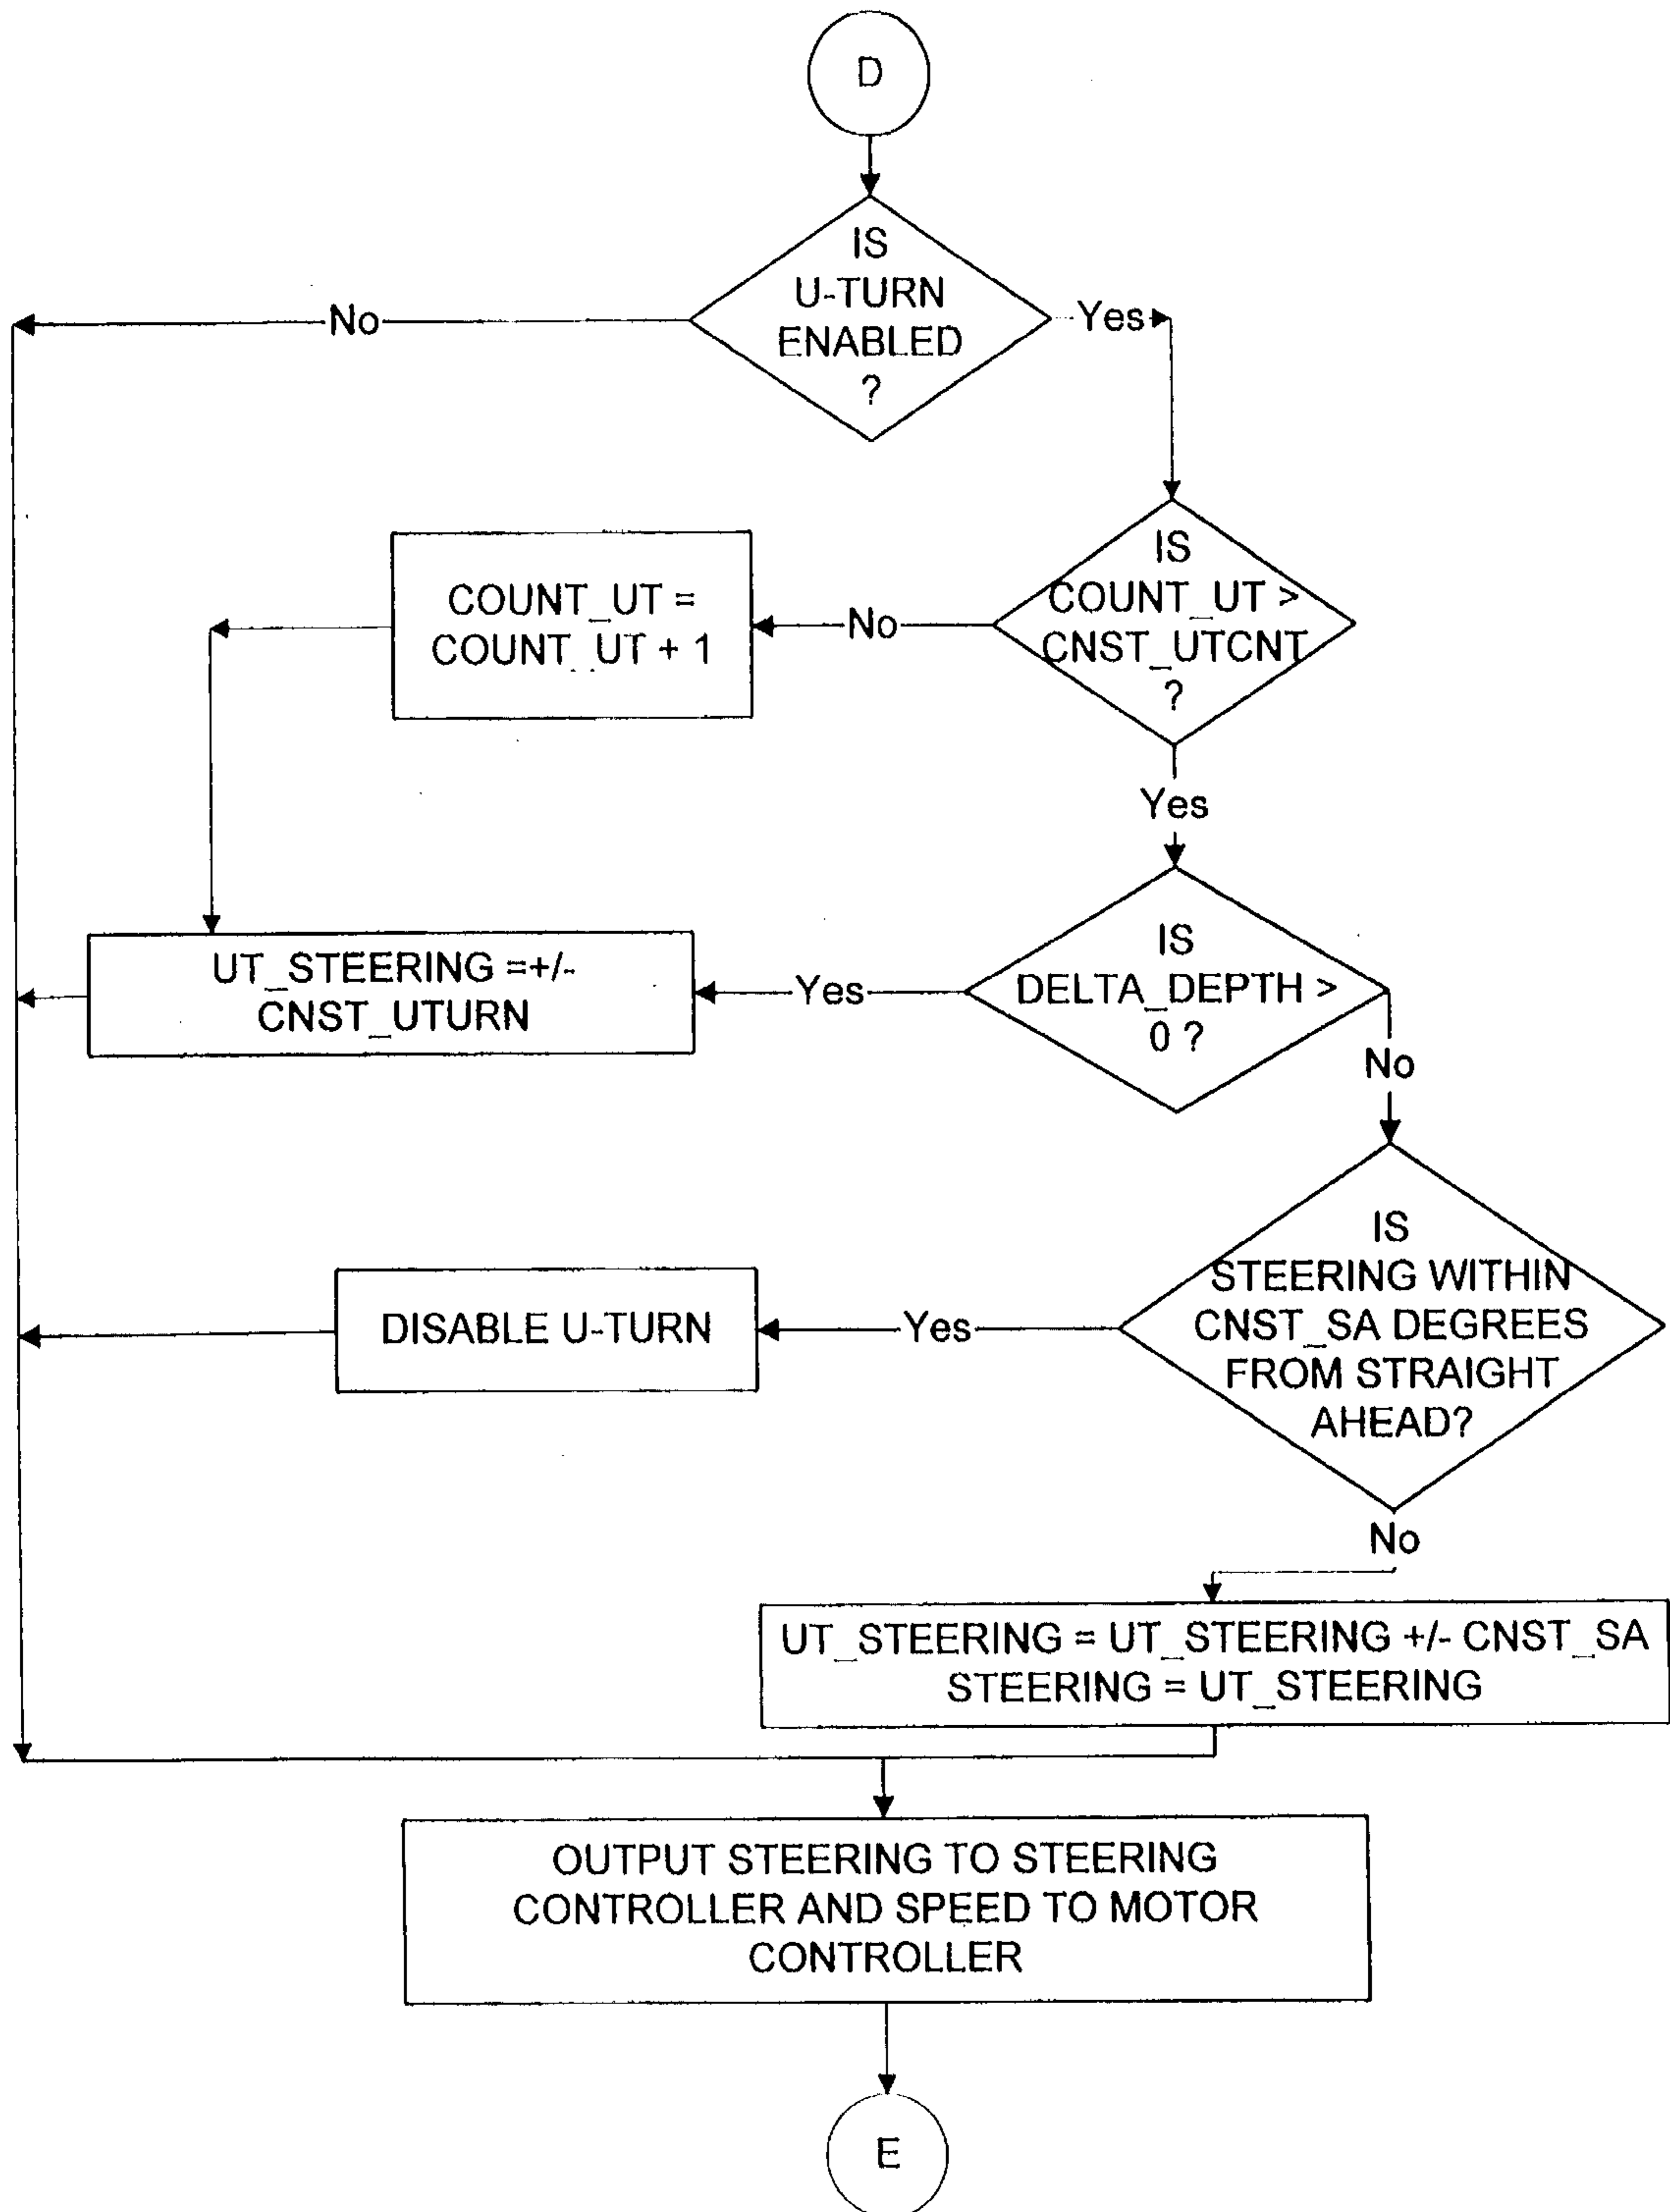 D
IS
U-TURN
ENABLED
?
No
Yes
IS
COUNT_UT >
CNST_UTCNT
?
No
COUNT_UT =
COUNT_UT + 1
Yes
IS
DELTA_DEPTH >
0 ?
Yes
UT_STEERING =+/-
CNST_UTURN
No
IS
STEERING WITHIN
CNST_SA DEGREES
FROM STRAIGHT
AHEAD?
Yes
DISABLE U-TURN
No
UT_STEERING = UT_STEERING +/- CNST_SA
STEERING = UT_STEERING
OUTPUT STEERING TO STEERING
CONTROLLER AND SPEED TO MOTOR
CONTROLLER
E